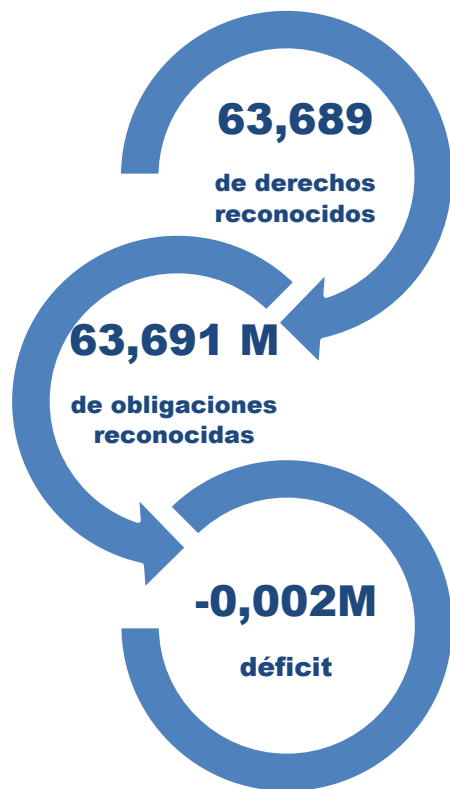 63,689
de derechos
reconocidos
63,691 M
de obligaciones
reconocidas
-0,002M
déficit